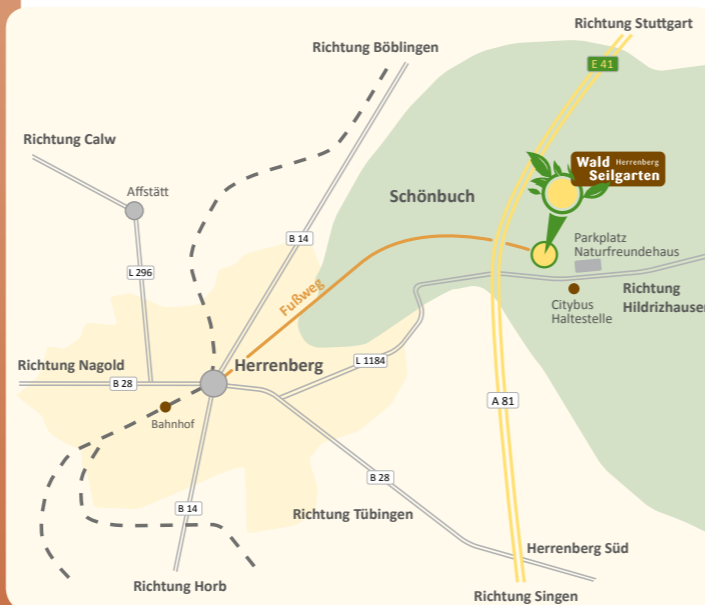 Richtung Stuttgart
Richtung Böblingen
E 41
Richtung Calw
Affstätt
Wald Herrenberg
Seilgarten
Schönbuch
B 14
Parkplatz
Naturfreundehaus
L 296
Fußweg
Citybus
Haltestelle
Richtung
Hildrizhausen
Richtung Nagold
B 28
Herrenberg
L 1184
A 81
Bahnhof
B 28
B 14
Richtung Tübingen
Herrenberg Süd
Richtung Horb
Richtung Singen